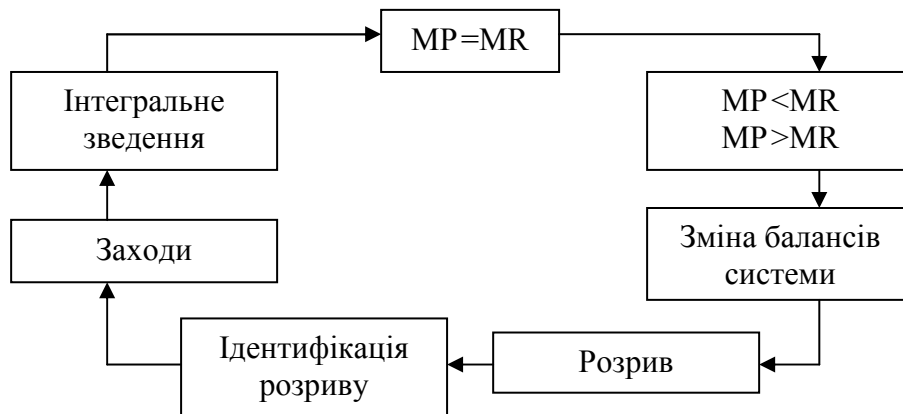 MP=MR
Інтегральне
зведення
MP<MR
MP>MR
Заходи
Зміна балансів
системи
Ідентифікація
розриву
Розрив